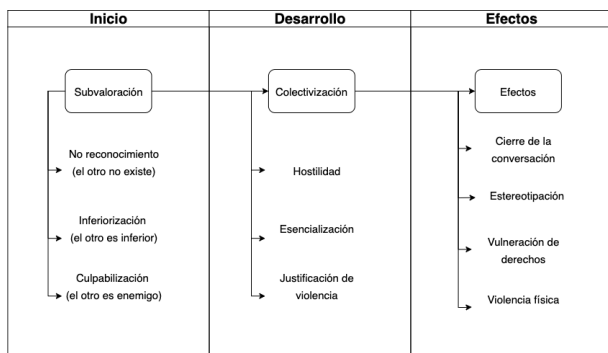 Inicio
Desarrollo
Efectos
Subvaloración
No reconocimiento
(el otro no existe)
Inferiorización
(el otro es inferior)
Culpabilización
(el otro es enemigo)
Colectivización
Hostilidad
Esencialización
Justificación de
violencia
Efectos
Cierre de la
conversación
Estereotipación
Vulneración de
derechos
Violencia física